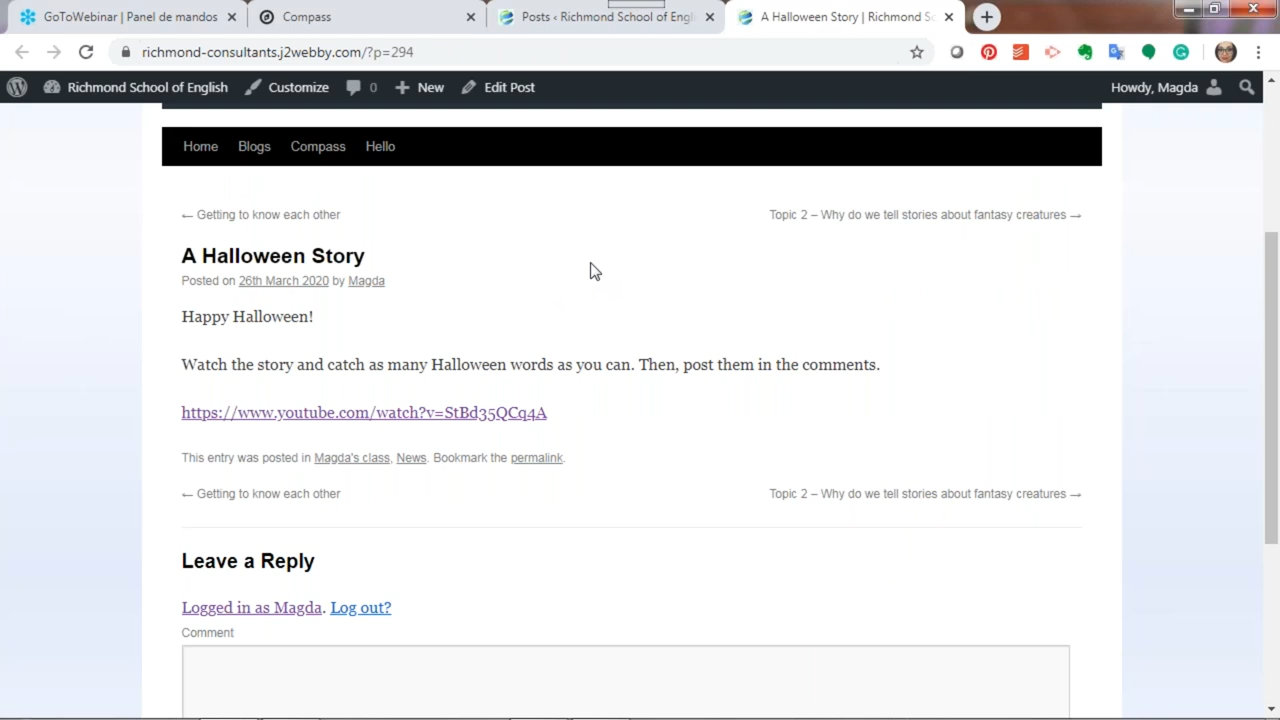 GoToWebinar | Panel de mandos
Compass
Posts ‹ Richmond School of Engli
A Halloween Story | Richmond Sc
richmond-consultants.j2webby.com/?p=294
Richmond School of English
Customize
0
New
Edit Post
Howdy, Magda
Home Blogs Compass Hello
← Getting to know each other
Topic 2 – Why do we tell stories about fantasy creatures →
A Halloween Story
Posted on 26th March 2020 by Magda
Happy Halloween!
Watch the story and catch as many Halloween words as you can. Then, post them in the comments.
https://www.youtube.com/watch?v=StBd35QCq4A
This entry was posted in Magda's class, News. Bookmark the permalink.
← Getting to know each other
Topic 2 – Why do we tell stories about fantasy creatures →
Leave a Reply
Logged in as Magda. Log out?
Comment